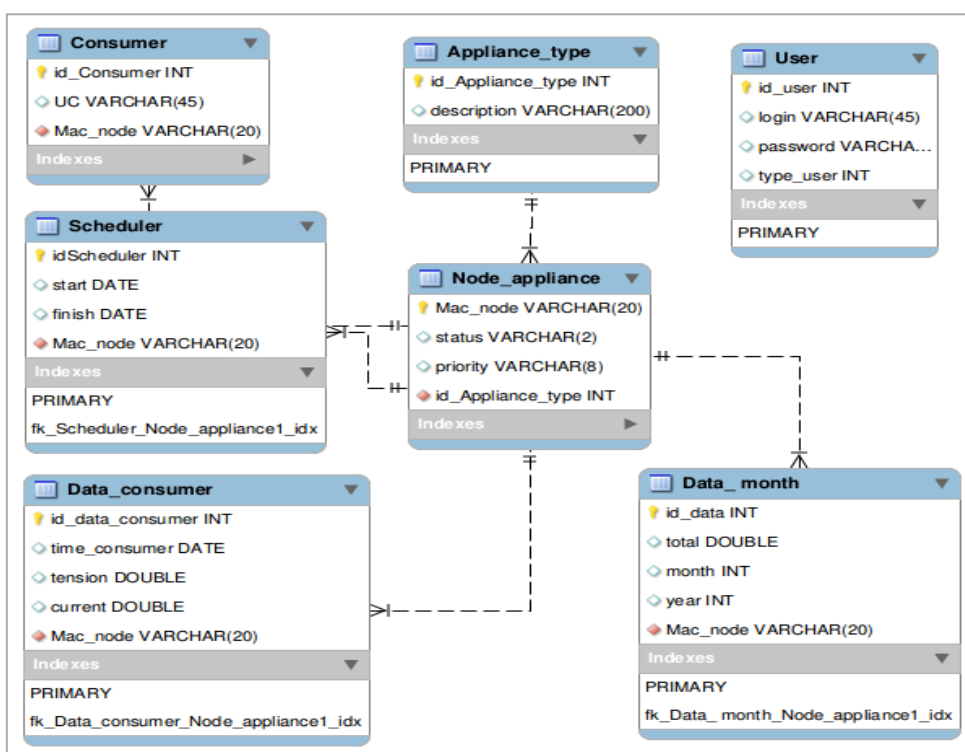 Consumer
id_Consumer INT
UC VARCHAR(45)
Mac_node VARCHAR(20)
Indexes
Appliance_type
id_Appliance_type INT
description VARCHAR(200)
Indexes
PRIMARY
User
id_user INT
login VARCHAR(45)
password VARCHA...
type_user INT
Indexes
PRIMARY
Scheduler
idScheduler INT
start DATE
finish DATE
Mac_node VARCHAR(20)
Indexes
PRIMARY
fk_Scheduler_Node_appliance1_idx
Node_appliance
Mac_node VARCHAR(20)
status VARCHAR(2)
priority VARCHAR(8)
id_Appliance_type INT
Indexes
Data_consumer
id_data_consumer INT
time_consumer DATE
tension DOUBLE
current DOUBLE
Mac_node VARCHAR(20)
Indexes
PRIMARY
fk_Data_consumer_Node_appliance1_idx
Data_ month
id_data INT
total DOUBLE
month INT
year INT
Mac_node VARCHAR(20)
Indexes
PRIMARY
fk_Data_ month_Node_appliance1_idx